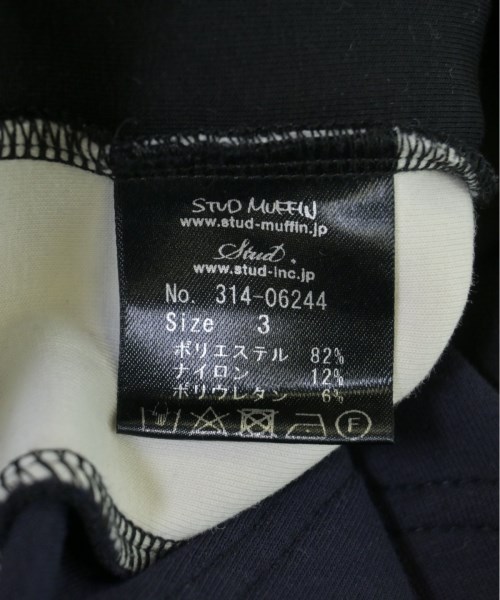 STUD MUFFIN
www.stud-muffin.jp
Stud.
www.stud-inc.jp
No. 314-06244
Size 3
ポリエステル 82%
ナイロン 12%
ポリウレタン 6%
F